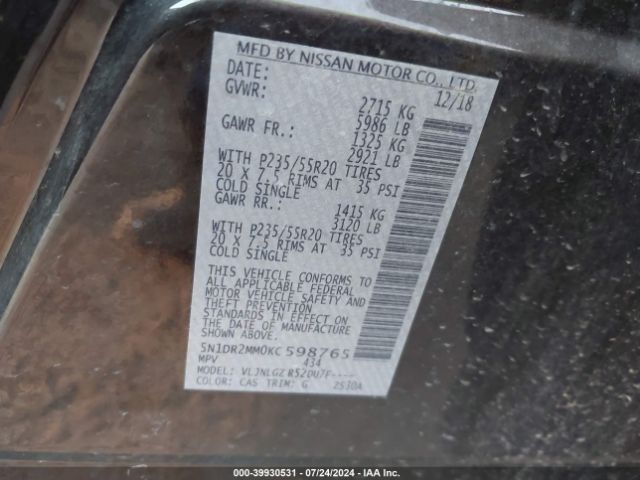 MFD BY NISSAN MOTOR CO., LTD.
DATE: 12/18
GVWR: 2715 KG
5986 LB
GAWR FR.: 1325 KG
2921 LB
WITH P235/55R20 TIRES
20 X 7.5 RIMS AT 35 PSI
COLD SINGLE
GAWR RR.: 1415 KG
3120 LB
WITH P235/55R20 TIRES
20 X 7.5 RIMS AT 35 PSI
COLD SINGLE
THIS VEHICLE CONFORMS TO
ALL APPLICABLE FEDERAL
MOTOR VEHICLE SAFETY AND
THEFT PREVENTION
STANDARDS IN EFFECT ON
THE DATE OF MANUFACTURE
SHOWN ABOVE.
5N1DR2MM0KC598765
MPV 434
MODEL: VLJNLGZ R52DU7F----
COLOR: CAS TRIM: G 2530A
000-39930531 - 07/24/2024 - IAA Inc.